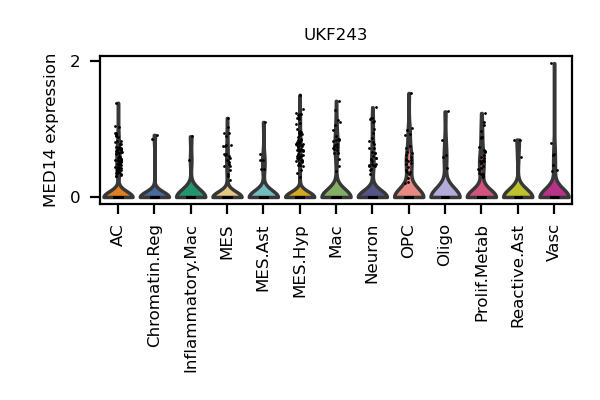 UKF243
MED14 expression
2
0
AC
Chromatin.Reg
Inflammatory.Mac
MES
MES.Ast
MES.Hyp
Mac
Neuron
OPC
Oligo
Prolif.Metab
Reactive.Ast
Vasc